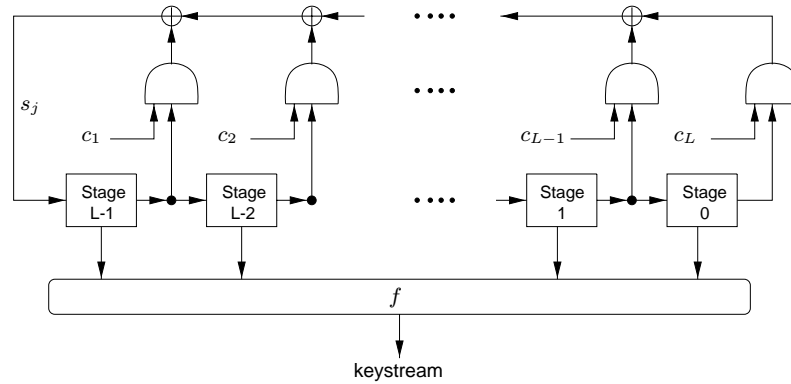 s_j
c_1
c_2
c_{L-1}
c_L
Stage
L-1
Stage
L-2
Stage
1
Stage
0
f
keystream